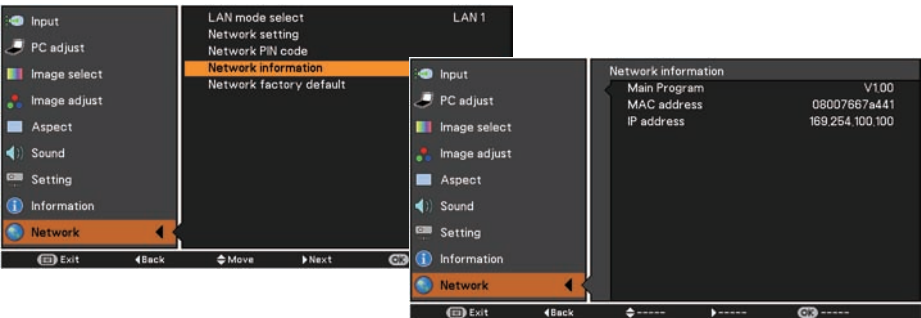 Input
PC adjust
Image select
Image adjust
Aspect
Sound
Setting
Information
Network
LAN mode select LAN 1
Network setting
Network PIN code
Network information
Network factory default
Exit Back Move Next OK
Input
PC adjust
Image select
Image adjust
Aspect
Sound
Setting
Information
Network
Network information
Main Program V1.00
MAC address 08007667a441
IP address 169.254.100.100
Exit Back ----- ----- OK -----